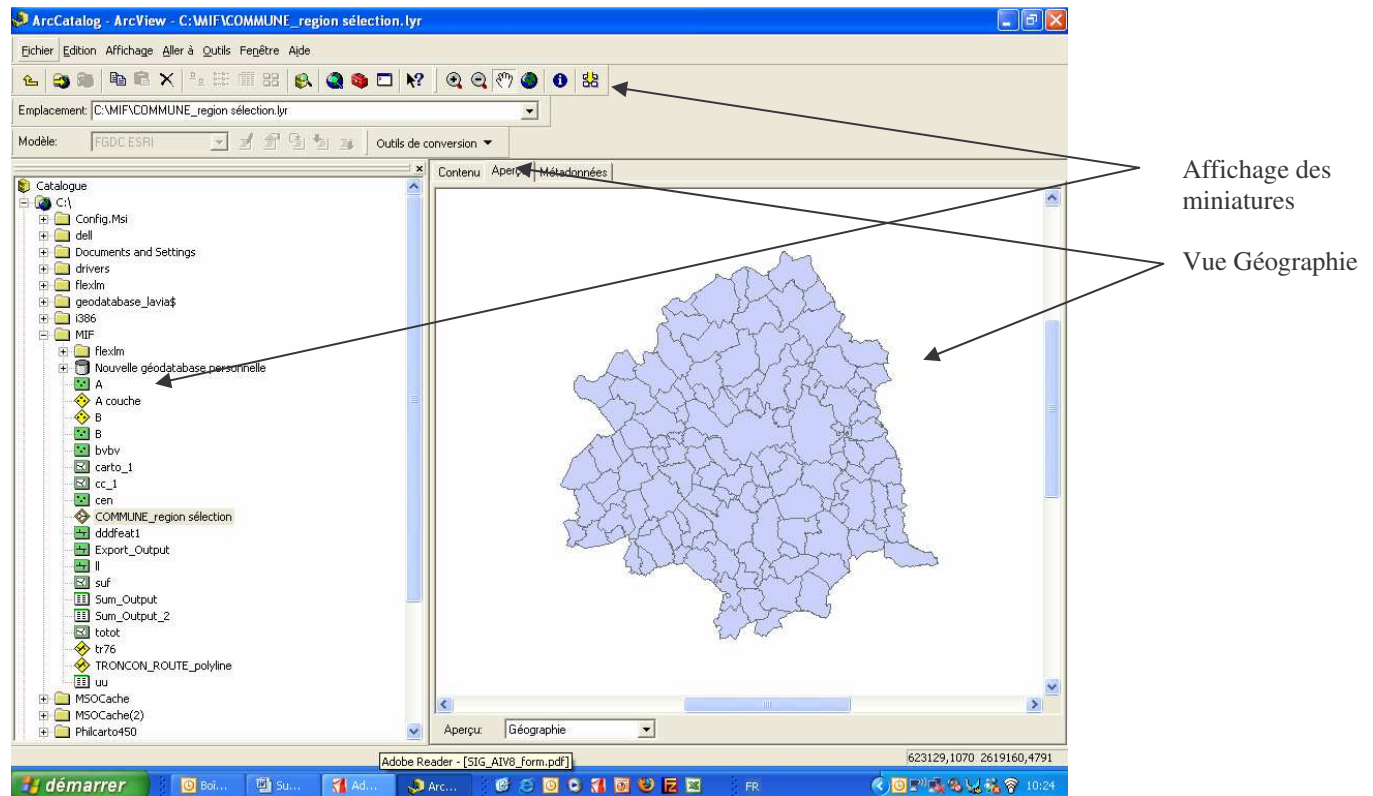 ArcCatalog - ArcView - C:\MIF\COMMUNE_region sélection.lyr
Fichier Edition Affichage Aller à Outils Fenêtre Aide
Emplacement: C:\MIF\COMMUNE_region sélection.lyr
Modèle: FGDC ESRI Outils de conversion
Contenu Aperçu Métadonnées
Catalogue
C:\
Config.Msi
dell
Documents and Settings
drivers
flexlm
geodatabase_lavia$
i386
MIF
flexlm
Nouvelle géodatabase personnelle
A
A couche
B
B
bvbv
carto_1
cc_1
cen
COMMUNE_region sélection
dddfeat1
Export_Output
ll
suf
Sum_Output
Sum_Output_2
totot
tr76
TRONCON_ROUTE_polyline
uu
MSOCache
MSOCache(2)
Philcarto450
Affichage des
miniatures
Vue Géographie
Aperçu: Géographie
623129,1070 2619160,4791
Adobe Reader - [SIG_AIV8_form.pdf]
démarrer Boî... Su... Ad... Arc... FR 10:24